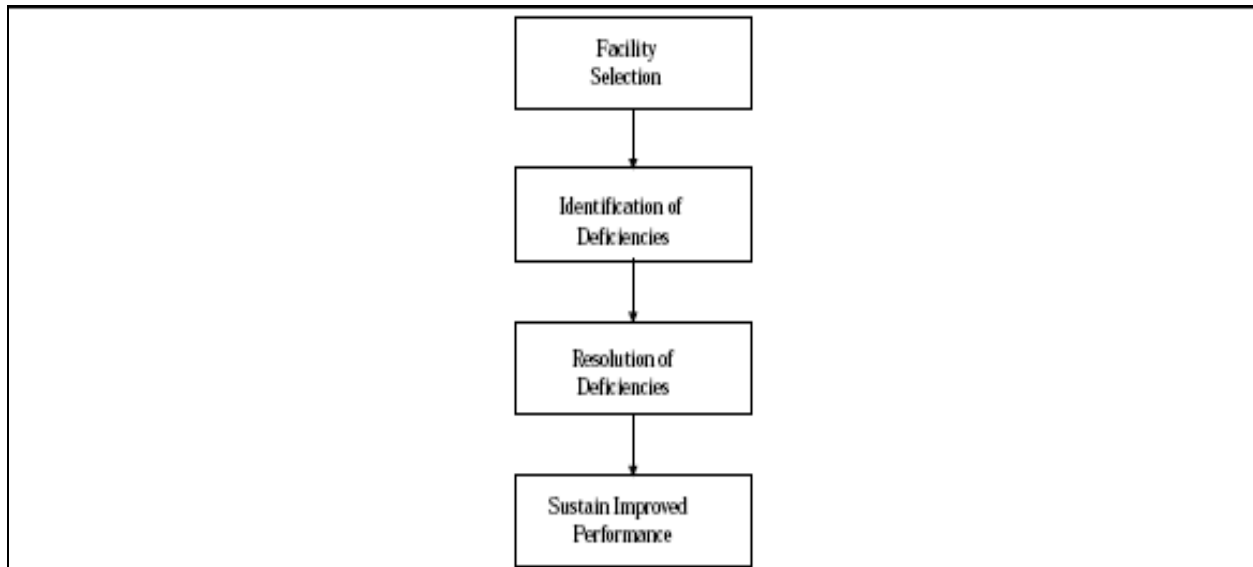 Facility
Selection
Identification of
Deficiencies
Resolution of
Deficiencies
Sustain Improved
Performance